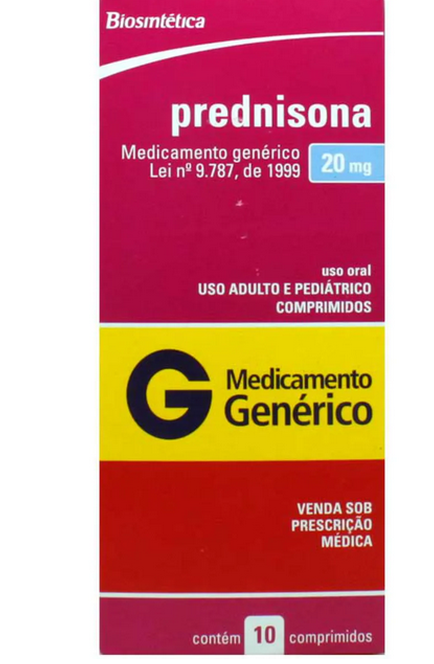 Biosintética
prednisona
Medicamento genérico
Lei nº 9.787, de 1999
20 mg
uso oral
USO ADULTO E PEDIÁTRICO
COMPRIMIDOS
G
Medicamento
Genérico
VENDA SOB
PRESCRIÇÃO
MÉDICA
contém 10 comprimidos